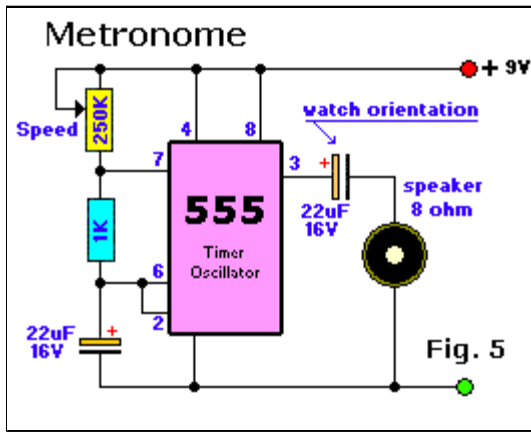 Metronome
+ 9V
watch orientation
Speed
250K
4
8
7
3
+
speaker
8 ohm
22uF
16V
555
Timer
Oscillator
1K
6
2
22uF
16V
+
Fig. 5